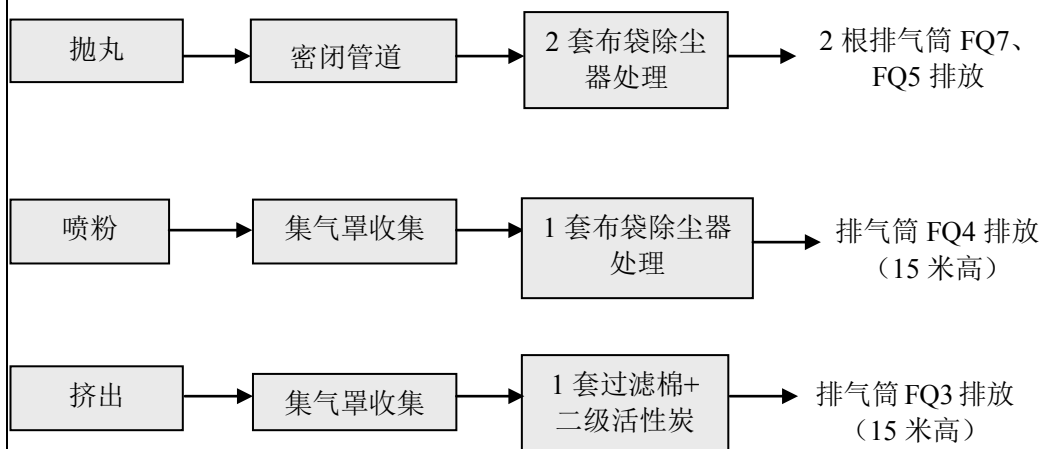 抛丸
密闭管道
2 套布袋除尘
器处理
2 根排气筒 FQ7、
FQ5 排放
喷粉
集气罩收集
1 套布袋除尘器
处理
排气筒 FQ4 排放
（15 米高）
挤出
集气罩收集
1 套过滤棉+
二级活性炭
排气筒 FQ3 排放
（15 米高）